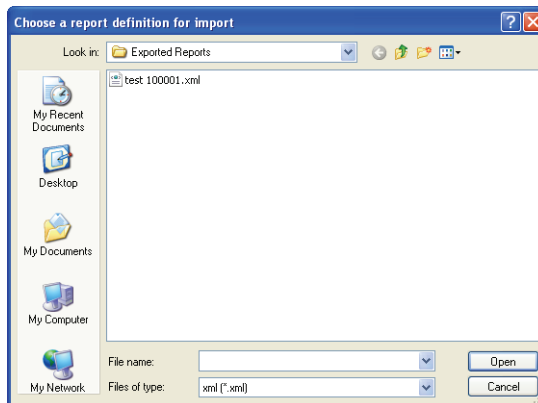 Choose a report definition for import
Look in:
Exported Reports
test 100001.xml
My Recent
Documents
Desktop
My Documents
My Computer
My Network
File name:
Open
Files of type:
xml (*.xml)
Cancel